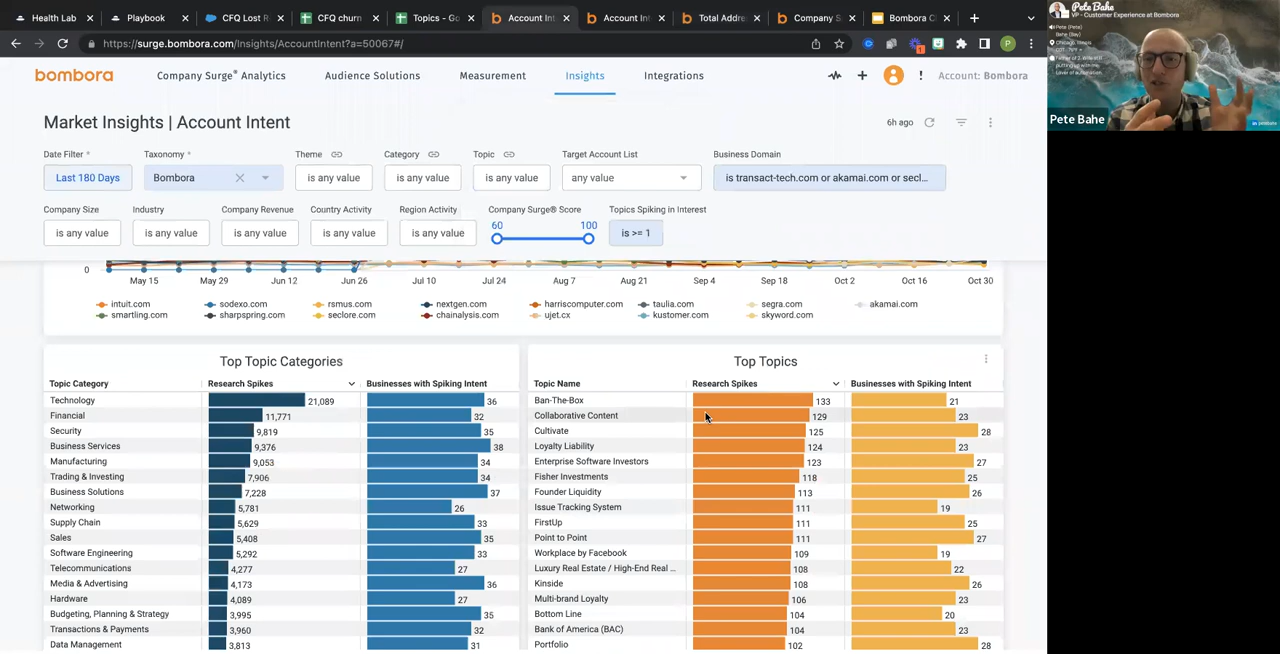 Health Lab
Playbook
CFQ Lost R
CFQ churn
Topics - Go
Account Int
Account Int
Total Addre
Company S
Bombora C
https://surge.bombora.com/Insights/AccountIntent?a=50067#/
P
bombora
Company Surge® Analytics
Audience Solutions
Measurement
Insights
Integrations
Account: Bombora
Market Insights | Account Intent
6h ago
Date Filter *
Taxonomy *
Theme
Category
Topic
Target Account List
Business Domain
Last 180 Days
Bombora
is any value
is any value
is any value
any value
is transact-tech.com or akamai.com or secl...
Company Size
Industry
Company Revenue
Country Activity
Region Activity
Company Surge® Score
Topics Spiking in Interest
is any value
is any value
is any value
is any value
is any value
60
100
is >= 1
0
May 15
May 29
Jun 12
Jun 26
Jul 10
Jul 24
Aug 7
Aug 21
Sep 4
Sep 18
Oct 2
Oct 16
Oct 30
intuit.com
sodexo.com
rsmus.com
nextgen.com
harriscomputer.com
taulia.com
segra.com
akamai.com
smartling.com
sharpspring.com
seclore.com
chainalysis.com
ujet.cx
kustomer.com
skyword.com
Top Topic Categories
Topic Category
Research Spikes
Businesses with Spiking Intent
Technology 21,089 36
Financial 11,771 32
Security 9,819 35
Business Services 9,376 38
Manufacturing 9,053 34
Trading & Investing 7,906 34
Business Solutions 7,228 37
Networking 5,781 26
Supply Chain 5,629 33
Sales 5,408 35
Software Engineering 5,292 33
Telecommunications 4,277 27
Media & Advertising 4,173 36
Hardware 4,089 27
Budgeting, Planning & Strategy 3,995 35
Transactions & Payments 3,960 32
Data Management 3,813 31
Top Topics
Topic Name
Research Spikes
Businesses with Spiking Intent
Ban-The-Box 133 21
Collaborative Content 129 23
Cultivate 125 28
Loyalty Liability 124 23
Enterprise Software Investors 123 27
Fisher Investments 118 25
Founder Liquidity 113 26
Issue Tracking System 111 19
FirstUp 111 25
Point to Point 111 27
Workplace by Facebook 109 19
Luxury Real Estate / High-End Real ... 108 22
Kinside 108 26
Multi-brand Loyalty 106 23
Bottom Line 104 20
Bank of America (BAC) 104 23
Portfolio 102 28
Pete Bahe
VP - Customer Experience at Bombora
Pete (Pete)
Chicago, Illinois
Lover of automation.
Pete Bahe